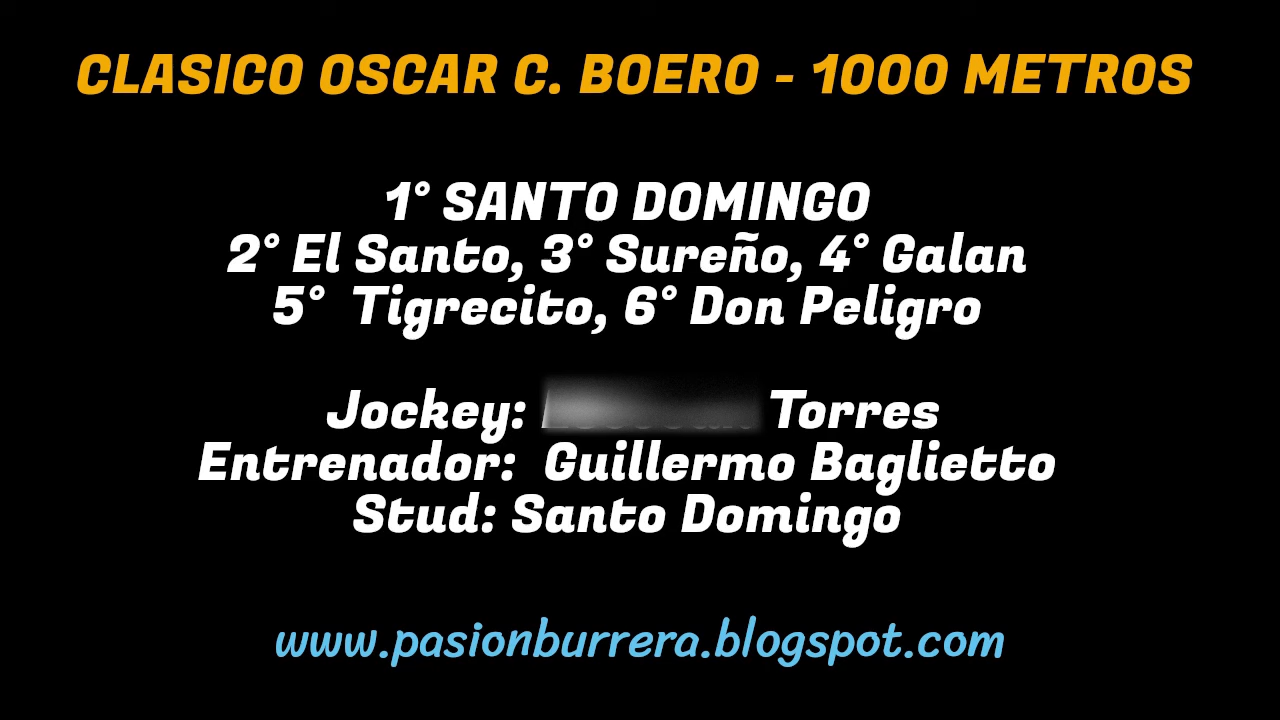 CLASICO OSCAR C. BOERO - 1000 METROS
1° SANTO DOMINGO
2° El Santo, 3° Sureño, 4° Galan
5° Tigrecito, 6° Don Peligro
Jockey: Torres
Entrenador: Guillermo Baglietto
Stud: Santo Domingo
www.pasionburrera.blogspot.com